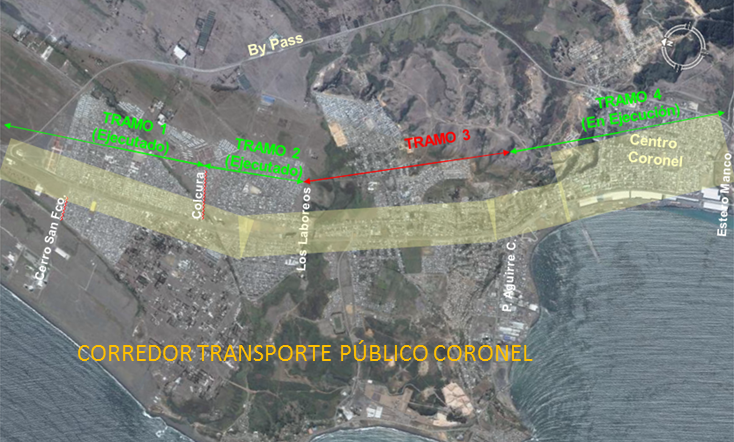 By Pass
N
TRAMO 1
(Ejecutado)
TRAMO 2
(Ejecutado)
TRAMO 3
TRAMO 4
(En Ejecución)
Centro
Coronel
Cerro San Fco.
Colcura
Los Laboreos
P. Aguirre C.
Estero Manco
CORREDOR TRANSPORTE PÚBLICO CORONEL